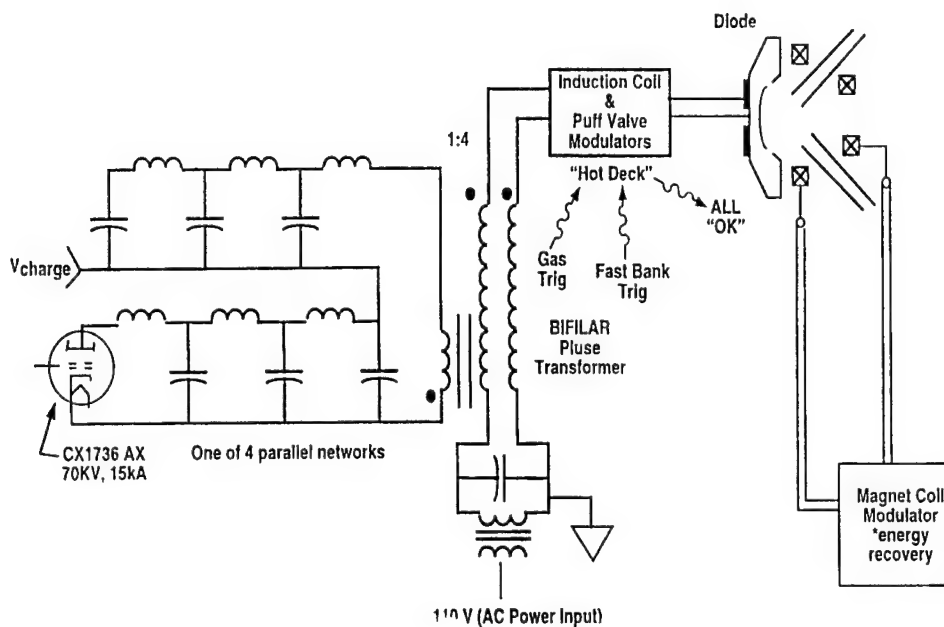 Diode
Induction Coil
&
Puff Valve
Modulators
1:4
"Hot Deck"
ALL
"OK"
Gas
Trig
Fast Bank
Trig
Vcharge
BIFILAR
Pluse
Transformer
CX1736 AX
70KV, 15kA
One of 4 parallel networks
Magnet Coil
Modulator
*energy
recovery
110 V (AC Power Input)